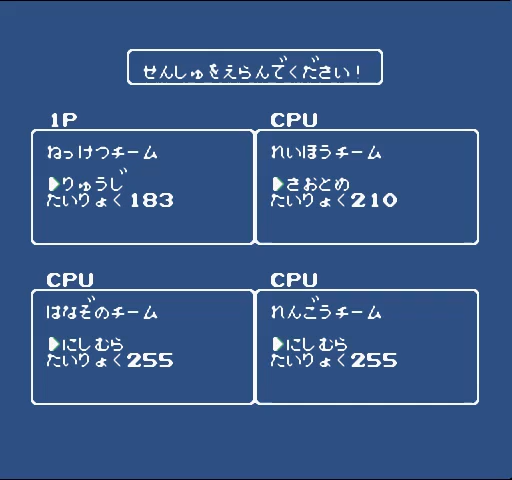 せんしゅをえらんでください！
1P
ねっけつチーム
▶りゅうじ
たいりょく183
CPU
れいほうチーム
▶さおとめ
たいりょく210
CPU
はなぞのチーム
▶にしむら
たいりょく255
CPU
れんごうチーム
▶にしむら
たいりょく255